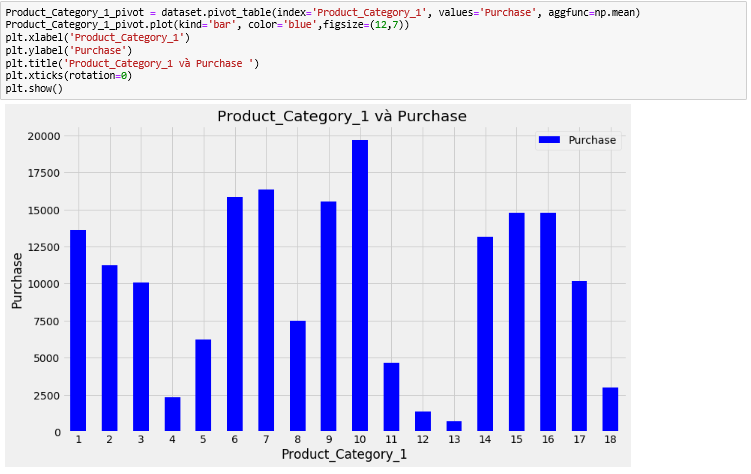 Product_Category_1_pivot = dataset.pivot_table(index='Product_Category_1', values='Purchase', aggfunc=np.mean)
Product_Category_1_pivot.plot(kind='bar', color='blue',figsize=(12,7))
plt.xlabel('Product_Category_1')
plt.ylabel('Purchase')
plt.title('Product_Category_1 và Purchase ')
plt.xticks(rotation=0)
plt.show()
Product_Category_1 và Purchase
Purchase
20000
17500
15000
12500
10000
7500
5000
2500
0
Purchase
1 2 3 4 5 6 7 8 9 10 11 12 13 14 15 16 17 18
Product_Category_1